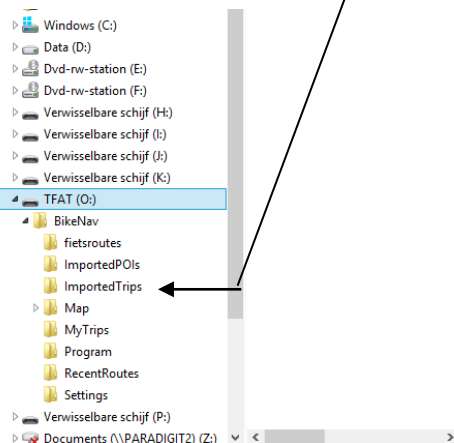 Windows (C:)
Data (D:)
Dvd-rw-station (E:)
Dvd-rw-station (F:)
Verwisselbare schijf (H:)
Verwisselbare schijf (I:)
Verwisselbare schijf (J:)
Verwisselbare schijf (K:)
TFAT (O:)
BikeNav
fietsroutes
ImportedPOIs
ImportedTrips
Map
MyTrips
Program
RecentRoutes
Settings
Verwisselbare schijf (P:)
Documents (\\PARADIGIT2) (Z:)